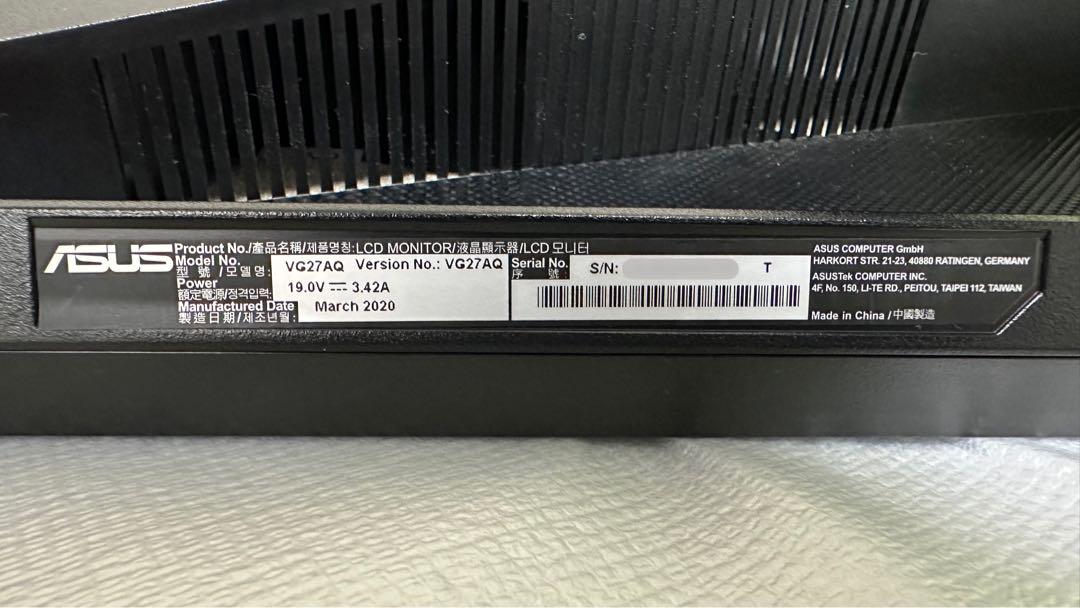 ASUS
Product No./產品名稱/제품명칭:LCD MONITOR/液晶顯示器/LCD 모니터
Model No.
型 號 /모델명:
VG27AQ Version No.: VG27AQ
Power
額定電源/정격입력:
19.0V⎓ 3.42A
Manufactured Date
製造日期/제조년월:
March 2020
Serial No.
序 號:
S/N: T
ASUS COMPUTER GmbH
HARKORT STR. 21-23, 40880 RATINGEN, GERMANY
ASUSTek COMPUTER INC.
4F, No. 150, LI-TE RD., PEITOU, TAIPEI 112, TAIWAN
Made in China /中國製造